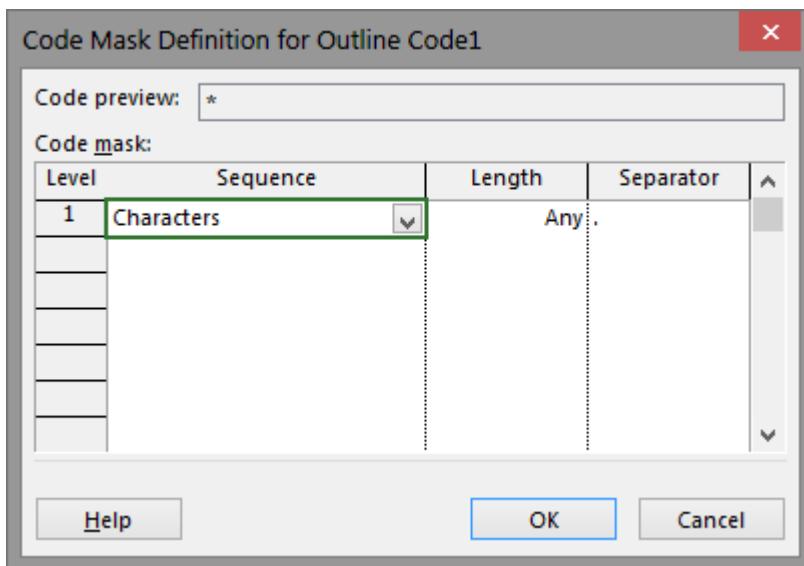 Code Mask Definition for Outline Code1
Code preview: *
Code mask:
Level Sequence Length Separator
1 Characters Any .
Help OK Cancel